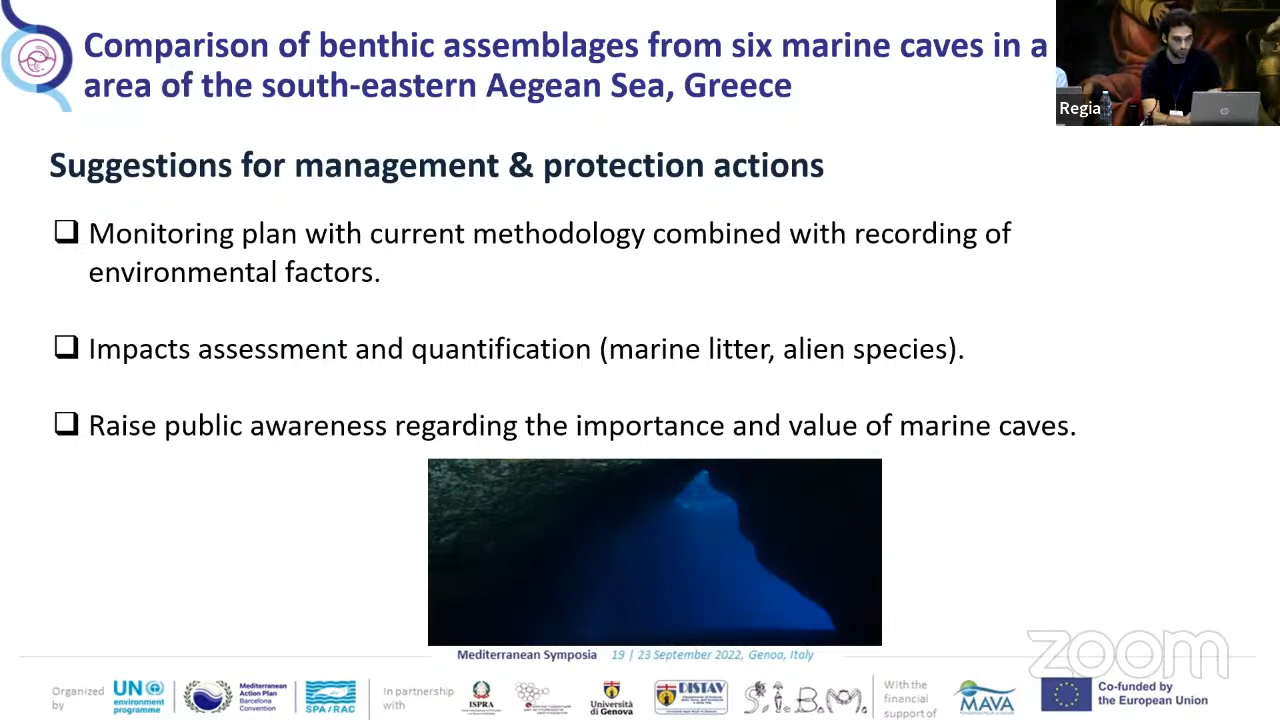 Comparison of benthic assemblages from six marine caves in a
area of the south-eastern Aegean Sea, Greece
Regia
Suggestions for management & protection actions
❑ Monitoring plan with current methodology combined with recording of
environmental factors.
❑ Impacts assessment and quantification (marine litter, alien species).
❑ Raise public awareness regarding the importance and value of marine caves.
Mediterranean Symposia 19 | 23 September 2022, Genoa, Italy
zoom
Organized
by
UN
environment
programme
Mediterranean
Action Plan
Barcelona
Convention
SPA/RAC
In partnership
with
ISPRA
Università
di Genova
DISTAV
S.I.B.M.
With the
financial
support of
MAVA
Co-funded by
the European Union